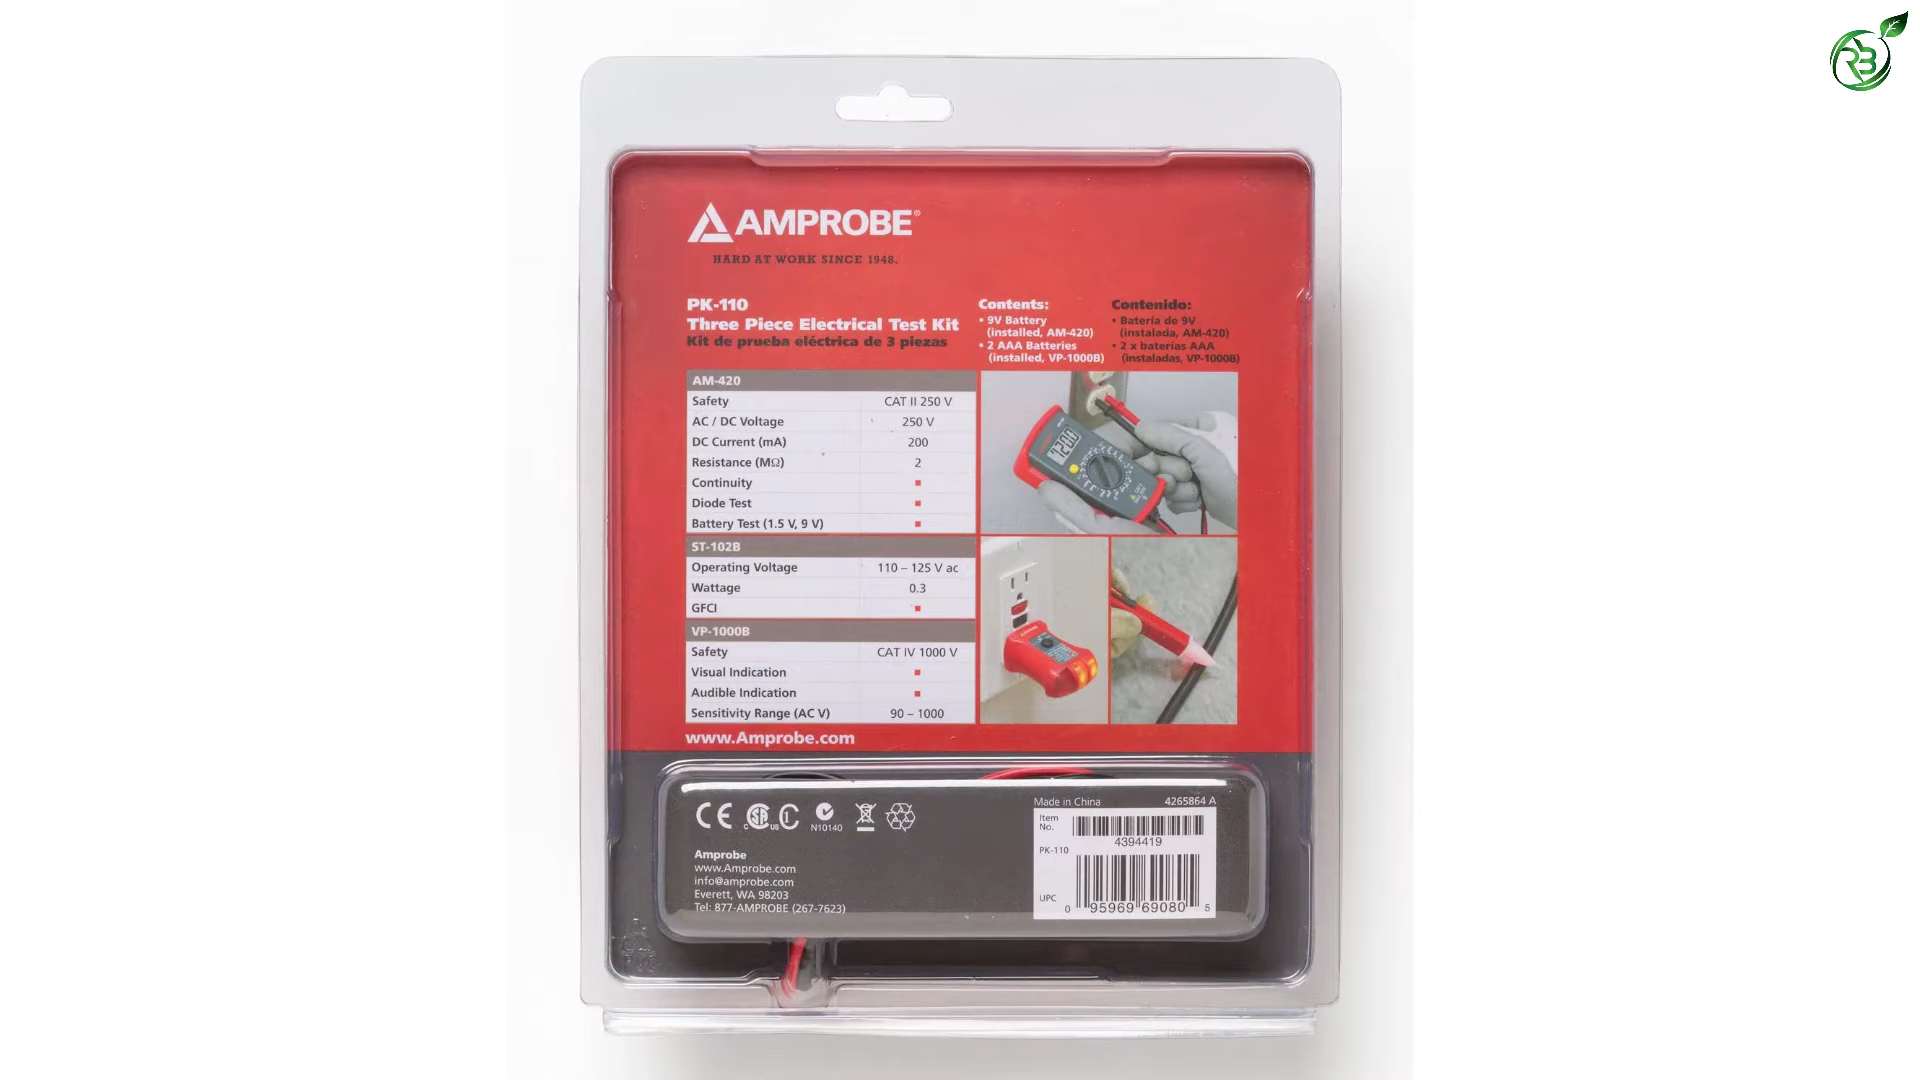 AMPROBE®
HARD AT WORK SINCE 1948.
PK-110
Three Piece Electrical Test Kit
Kit de prueba eléctrica de 3 piezas
Contents:
• 9V Battery
(installed, AM-420)
• 2 AAA Batteries
(installed, VP-1000B)
Contenido:
• Batería de 9V
(instalada, AM-420)
• 2 x baterías AAA
(instaladas, VP-1000B)
AM-420
Safety CAT II 250 V
AC / DC Voltage 250 V
DC Current (mA) 200
Resistance (MΩ) 2
Continuity ▪
Diode Test ▪
Battery Test (1.5 V, 9 V) ▪
ST-102B
Operating Voltage 110 – 125 V ac
Wattage 0.3
GFCI ▪
VP-1000B
Safety CAT IV 1000 V
Visual Indication ▪
Audible Indication ▪
Sensitivity Range (AC V) 90 – 1000
www.Amprobe.com
CE
C SA US
N10140
Amprobe
www.Amprobe.com
info@amprobe.com
Everett, WA 98203
Tel: 877-AMPROBE (267-7623)
Made in China 4265864 A
Item
No.
4394419
PK-110
UPC
0 95969 69080 5
RB